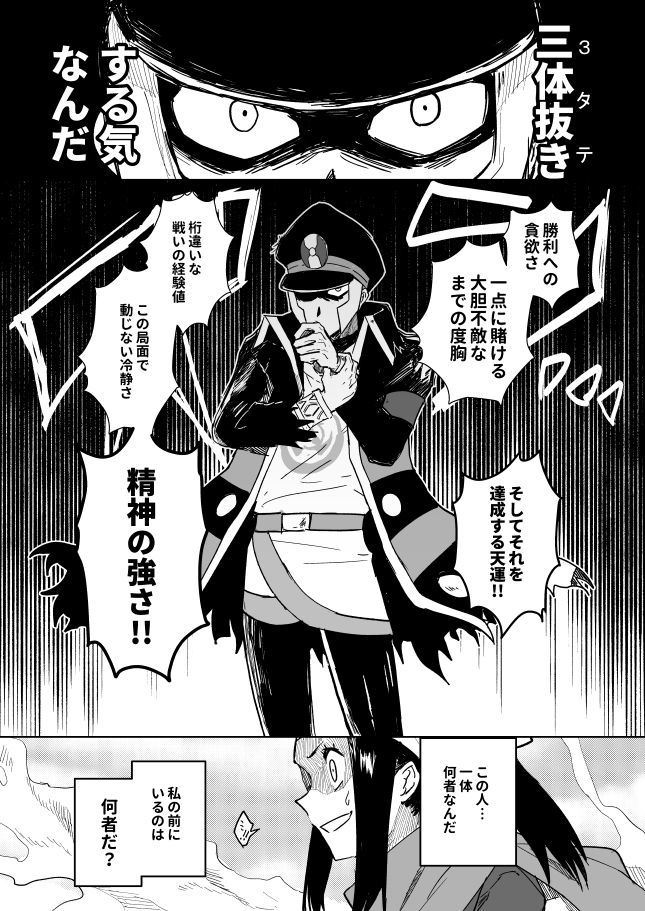 3タテ
三体抜き
する気
なんだ
勝利への
貪欲さ
一点に賭ける
大胆不敵な
までの度胸
桁違いな
戦いの経験値
この局面で
動じない冷静さ
そしてそれを
達成する天運!!
精神の強さ!!
この人…
一体
何者なんだ
私の前に
いるのは
何者だ?